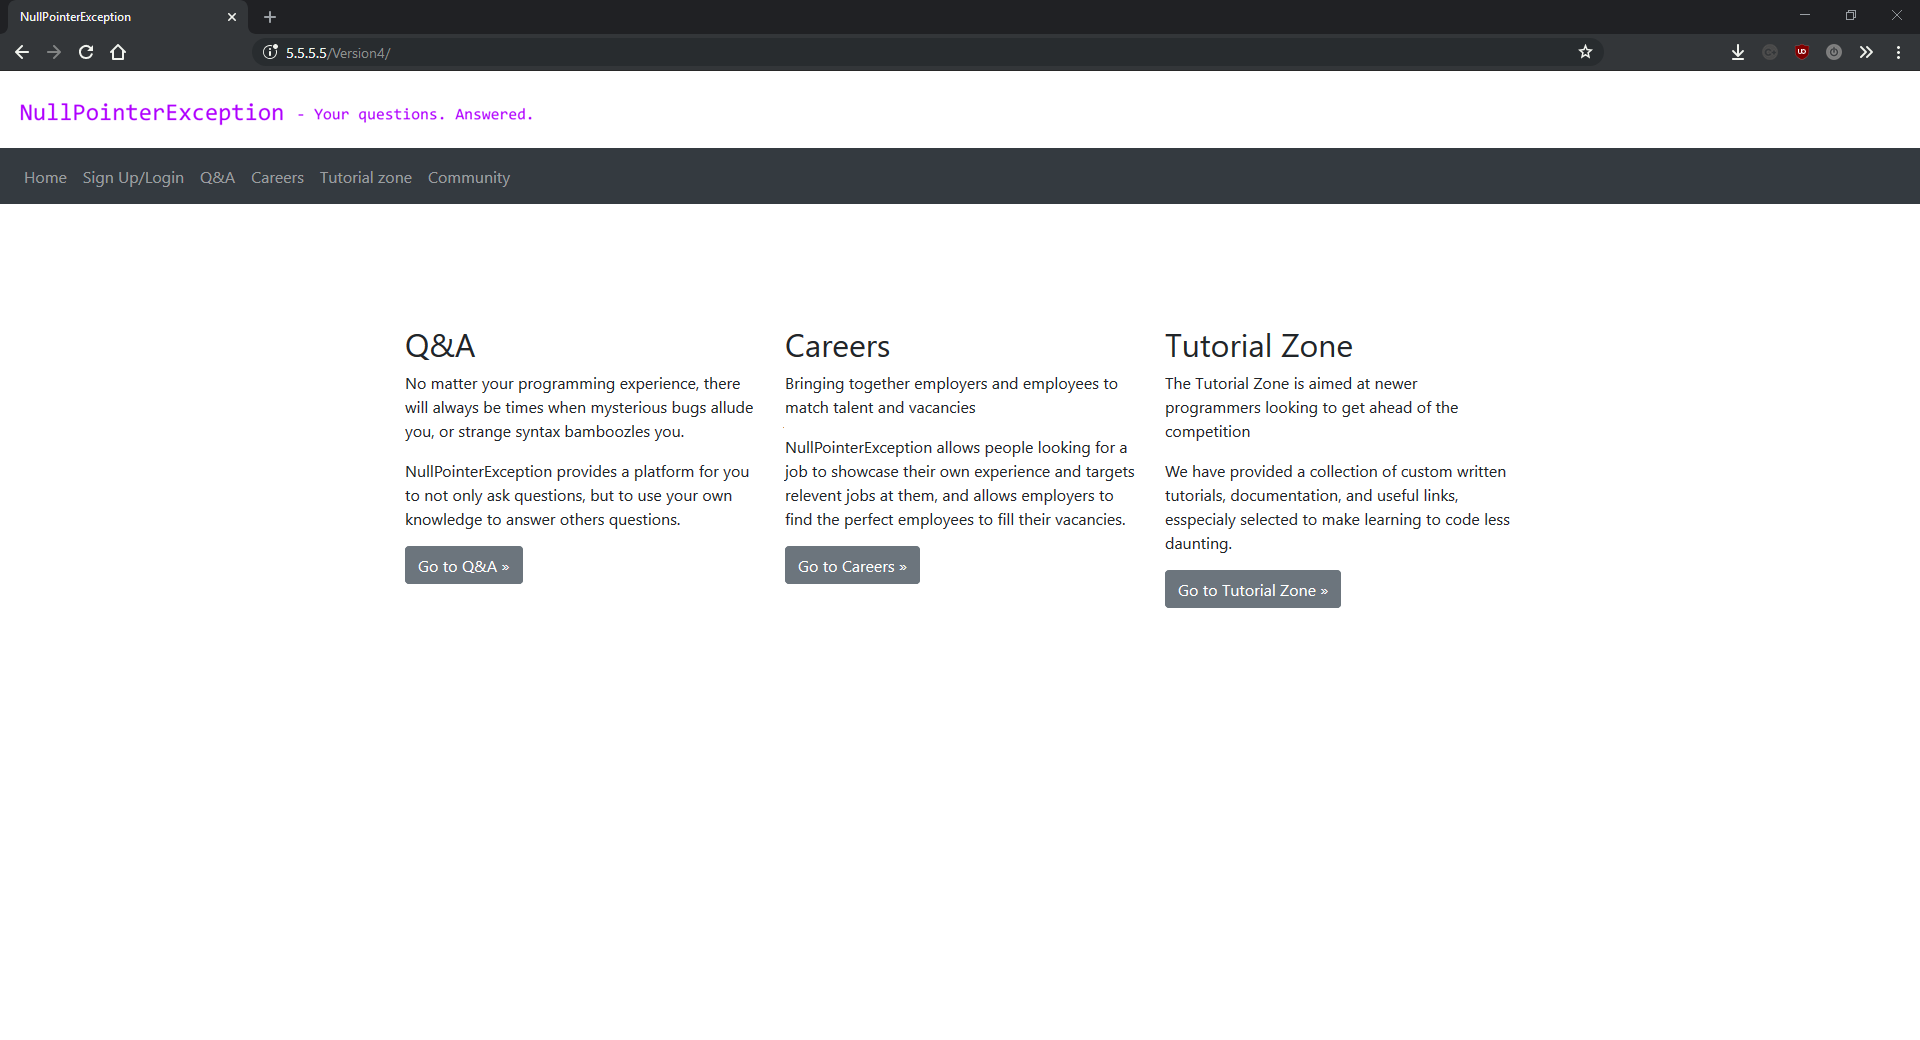 NullPointerException
5.5.5.5/Version4/
NullPointerException - Your questions. Answered.
Home Sign Up/Login Q&A Careers Tutorial zone Community
Q&A
No matter your programming experience, there
will always be times when mysterious bugs allude
you, or strange syntax bamboozles you.
NullPointerException provides a platform for you
to not only ask questions, but to use your own
knowledge to answer others questions.
Go to Q&A »
Careers
Bringing together employers and employees to
match talent and vacancies
NullPointerException allows people looking for a
job to showcase their own experience and targets
relevent jobs at them, and allows employers to
find the perfect employees to fill their vacancies.
Go to Careers »
Tutorial Zone
The Tutorial Zone is aimed at newer
programmers looking to get ahead of the
competition
We have provided a collection of custom written
tutorials, documentation, and useful links,
esspecialy selected to make learning to code less
daunting.
Go to Tutorial Zone »